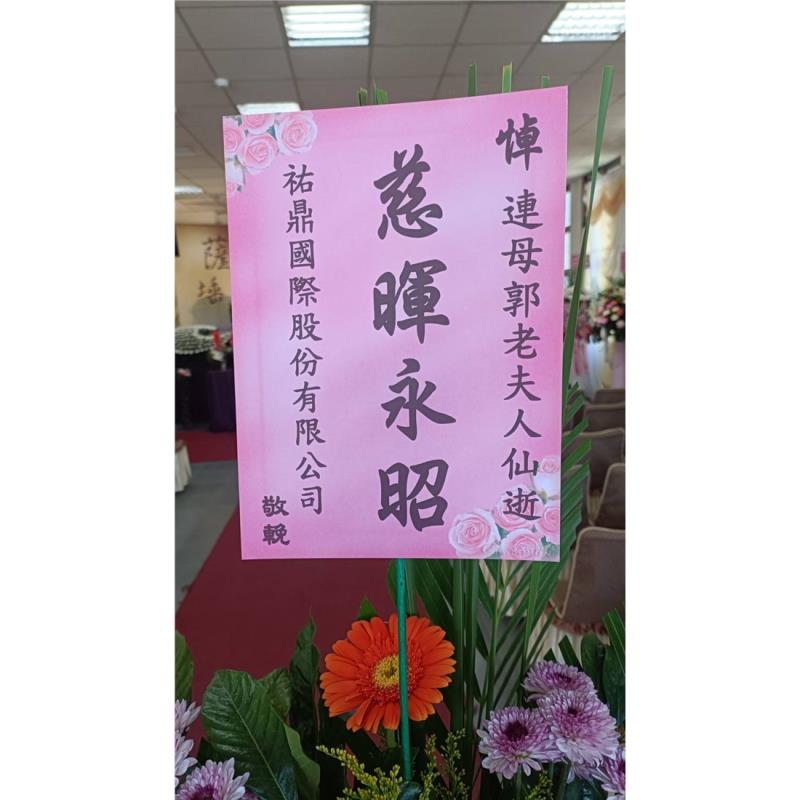 悼 連母郭老夫人仙逝
慈暉永昭
祐鼎國際股份有限公司
敬輓
薩